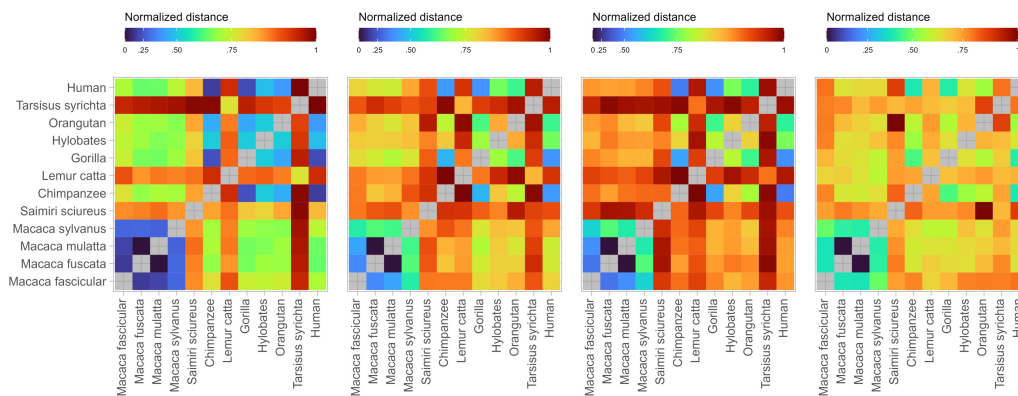 Normalized distance
0 .25 .50 .75 1
Normalized distance
0 .25 .50 .75 1
Normalized distance
0.25 .50 .75 1
Normalized distance
0 .25 .50 .75 1
Human
Tarsisus syrichta
Orangutan
Hylobates
Gorilla
Lemur catta
Chimpanzee
Saimiri sciureus
Macaca sylvanus
Macaca mulatta
Macaca fuscata
Macaca fascicular
Macaca fascicular
Macaca fuscata
Macaca mulatta
Macaca sylvanus
Saimiri sciureus
Chimpanzee
Lemur catta
Gorilla
Hylobates
Orangutan
Tarsisus syrichta
Human
Macaca fascicular
Macaca fuscata
Macaca mulatta
Macaca sylvanus
Saimiri sciureus
Chimpanzee
Lemur catta
Gorilla
Hylobates
Orangutan
Tarsisus syrichta
Human
Macaca fascicular
Macaca fuscata
Macaca mulatta
Macaca sylvanus
Saimiri sciureus
Chimpanzee
Lemur catta
Gorilla
Hylobates
Orangutan
Tarsisus syrichta
Human
Macaca fascicular
Macaca fuscata
Macaca mulatta
Macaca sylvanus
Saimiri sciureus
Chimpanzee
Lemur catta
Gorilla
Hylobates
Orangutan
Tarsisus syrichta
Human